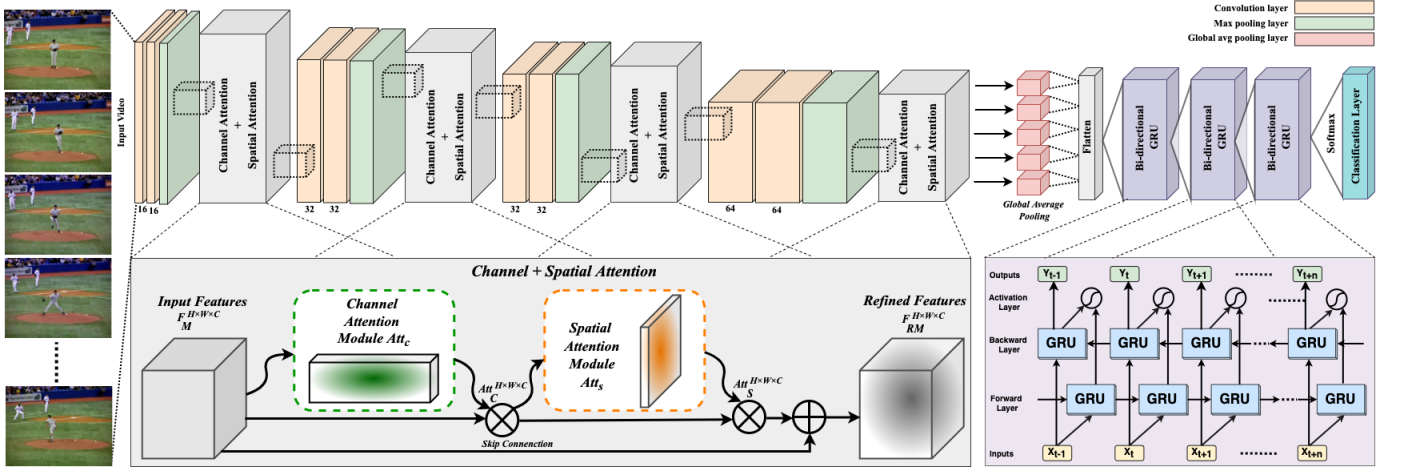 Convolution layer
Max pooling layer
Global avg pooling layer
Input Video
16 16
Channel Attention
+
Spatial Attention
32 32
Channel Attention
+
Spatial Attention
32 32
Channel Attention
+
Spatial Attention
64 64
Channel Attention
+
Spatial Attention
Global Average
Pooling
Flatten
Bi-directional
GRU
Bi-directional
GRU
Bi-directional
GRU
Softmax
Classification Layer
Channel + Spatial Attention
Input Features
F H×W×C
M
Channel
Attention
Module Attc
Att H×W×C
C
Skip Connenction
Spatial
Attention
Module
Atts
Att H×W×C
S
Refined Features
F H×W×C
RM
Outputs
Yt-1 Yt Yt+1 Yt+n
Activation
Layer
Backward
Layer
GRU GRU GRU GRU
Forward
Layer
GRU GRU GRU GRU
Inputs
Xt-1 Xt Xt+1 Xt+n